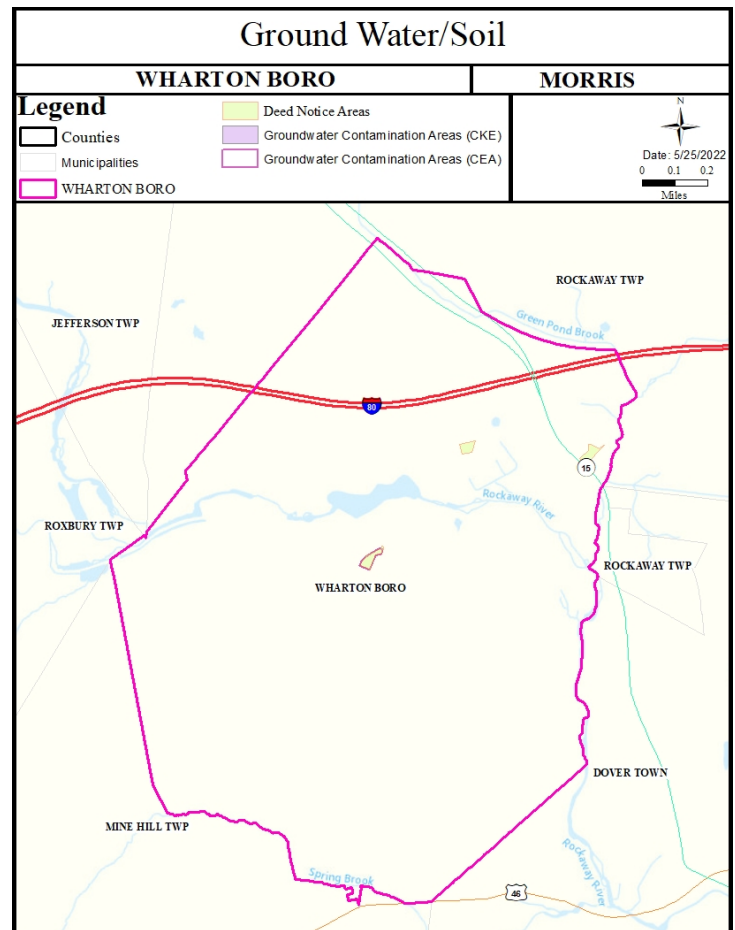 Ground Water/Soil
WHARTON BORO
MORRIS
Legend
Counties
Municipalities
WHARTON BORO
Deed Notice Areas
Groundwater Contamination Areas (CKE)
Groundwater Contamination Areas (CEA)
N
Date: 5/25/2022
0 0.1 0.2
Miles
ROCKAWAY TWP
JEFFERSON TWP
Green Pond Brook
80
15
Rockaway River
ROXBURY TWP
ROCKAWAY TWP
WHARTON BORO
DOVER TOWN
MINE HILL TWP
Spring Brook
Rockaway River
46